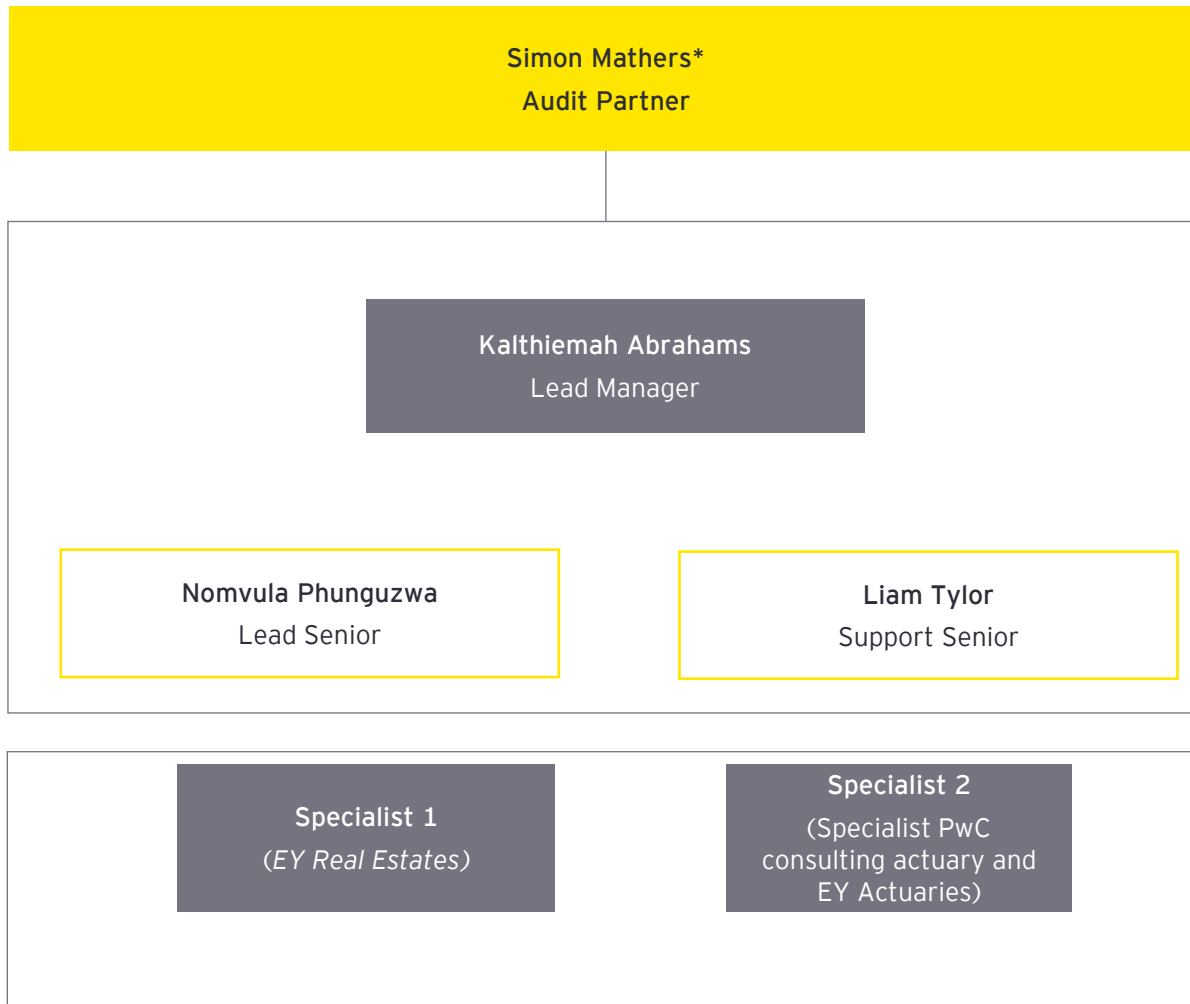 Simon Mathers*
Audit Partner
Kalthiemah Abrahams
Lead Manager
Nomvula Phunguzwa
Lead Senior
Liam Tylor
Support Senior
Specialist 1
(EY Real Estates)
Specialist 2
(Specialist PwC
consulting actuary and
EY Actuaries)